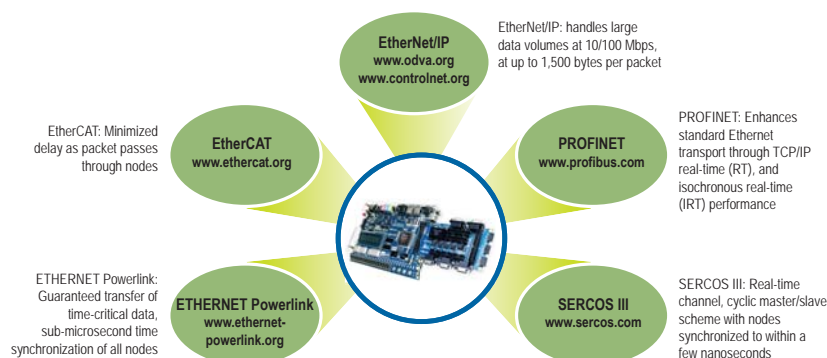 EtherNet/IP
www.odva.org
www.controlnet.org
EtherNet/IP: handles large
data volumes at 10/100 Mbps,
at up to 1,500 bytes per packet
EtherCAT: Minimized
delay as packet passes
through nodes
EtherCAT
www.ethercat.org
PROFINET
www.profibus.com
PROFINET: Enhances
standard Ethernet
transport through TCP/IP
real-time (RT), and
isochronous real-time
(IRT) performance
ETHERNET Powerlink:
Guaranteed transfer of
time-critical data,
sub-microsecond time
synchronization of all nodes
ETHERNET Powerlink
www.ethernet-
powerlink.org
SERCOS III
www.sercos.com
SERCOS III: Real-time
channel, cyclic master/slave
scheme with nodes
synchronized to within a
few nanoseconds